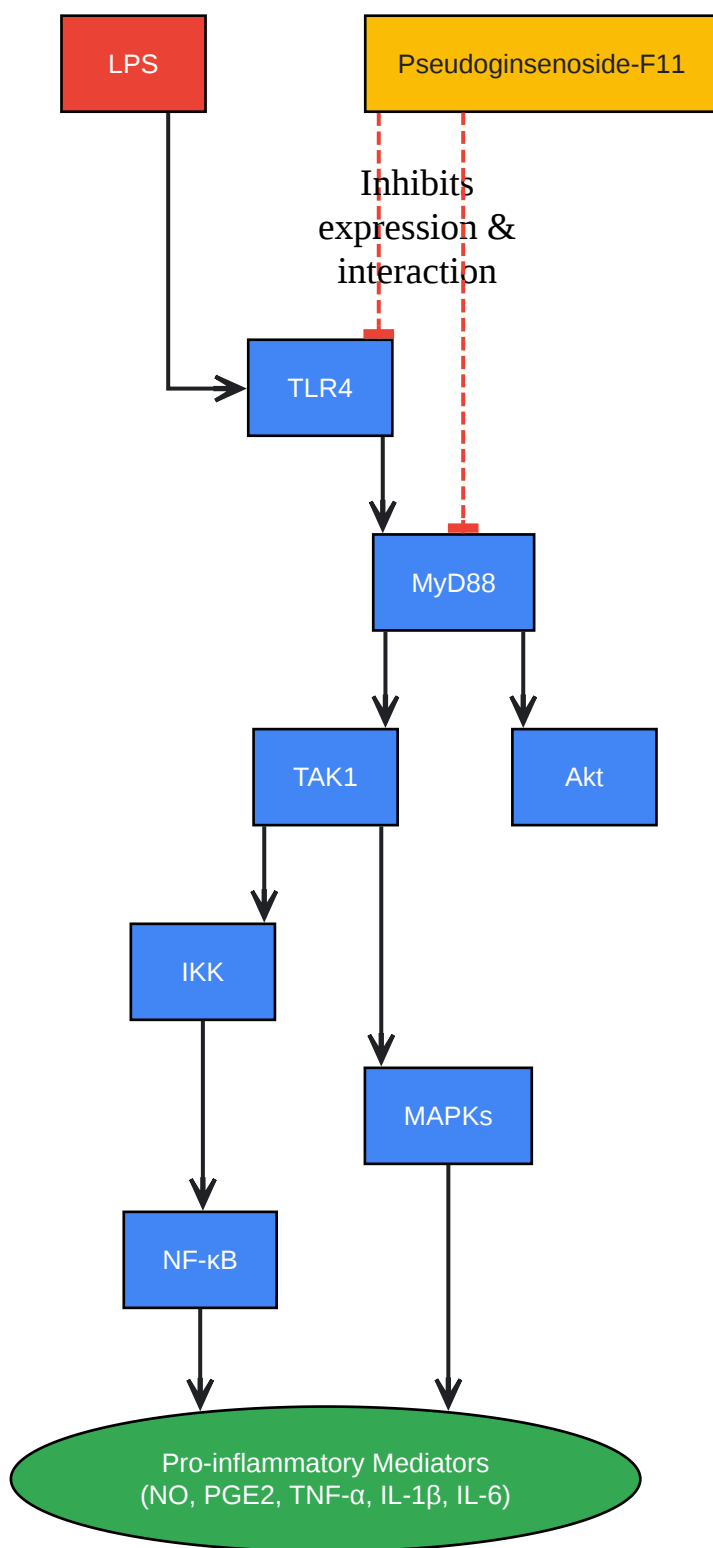 LPS
Pseudoginsenoside-F11
Inhibits
expression &
interaction
TLR4
MyD88
TAK1
Akt
IKK
MAPKs
NF-κB
Pro-inflammatory Mediators
(NO, PGE2, TNF-α, IL-1β, IL-6)